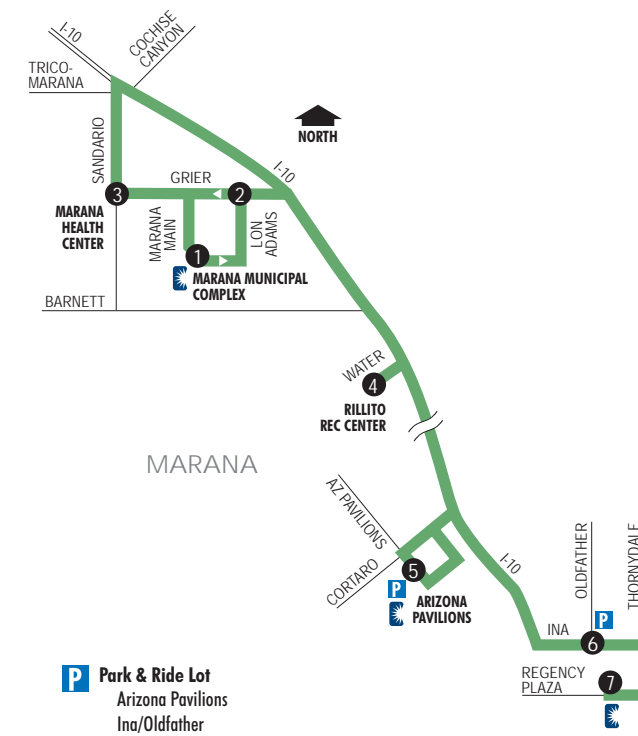 I-10
COCHISE
CANYON
TRICO-
MARANA
NORTH
SANDARIO
I-10
GRIER
3
2
MARANA
HEALTH
CENTER
MARANA
MAIN
LON
ADAMS
1
MARANA MUNICIPAL
COMPLEX
BARNETT
WATER
4
RILLITO
REC CENTER
MARANA
AZ PAVILIONS
CORTARO
5
P
ARIZONA
PAVILIONS
I-10
OLDFATHER
THORNYDALE
P
INA
6
REGENCY
PLAZA
7
P Park & Ride Lot
Arizona Pavilions
Ina/Oldfather